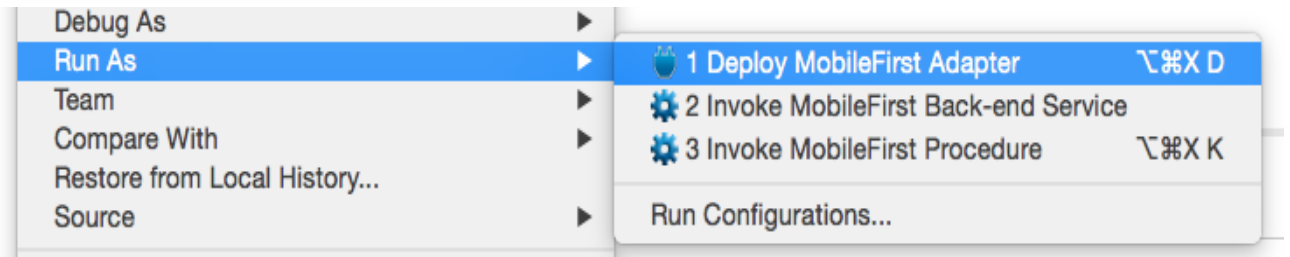 Debug As
Run As
Team
Compare With
Restore from Local History...
Source
1 Deploy MobileFirst Adapter ⌥⌘X D
2 Invoke MobileFirst Back-end Service
3 Invoke MobileFirst Procedure ⌥⌘X K
Run Configurations...